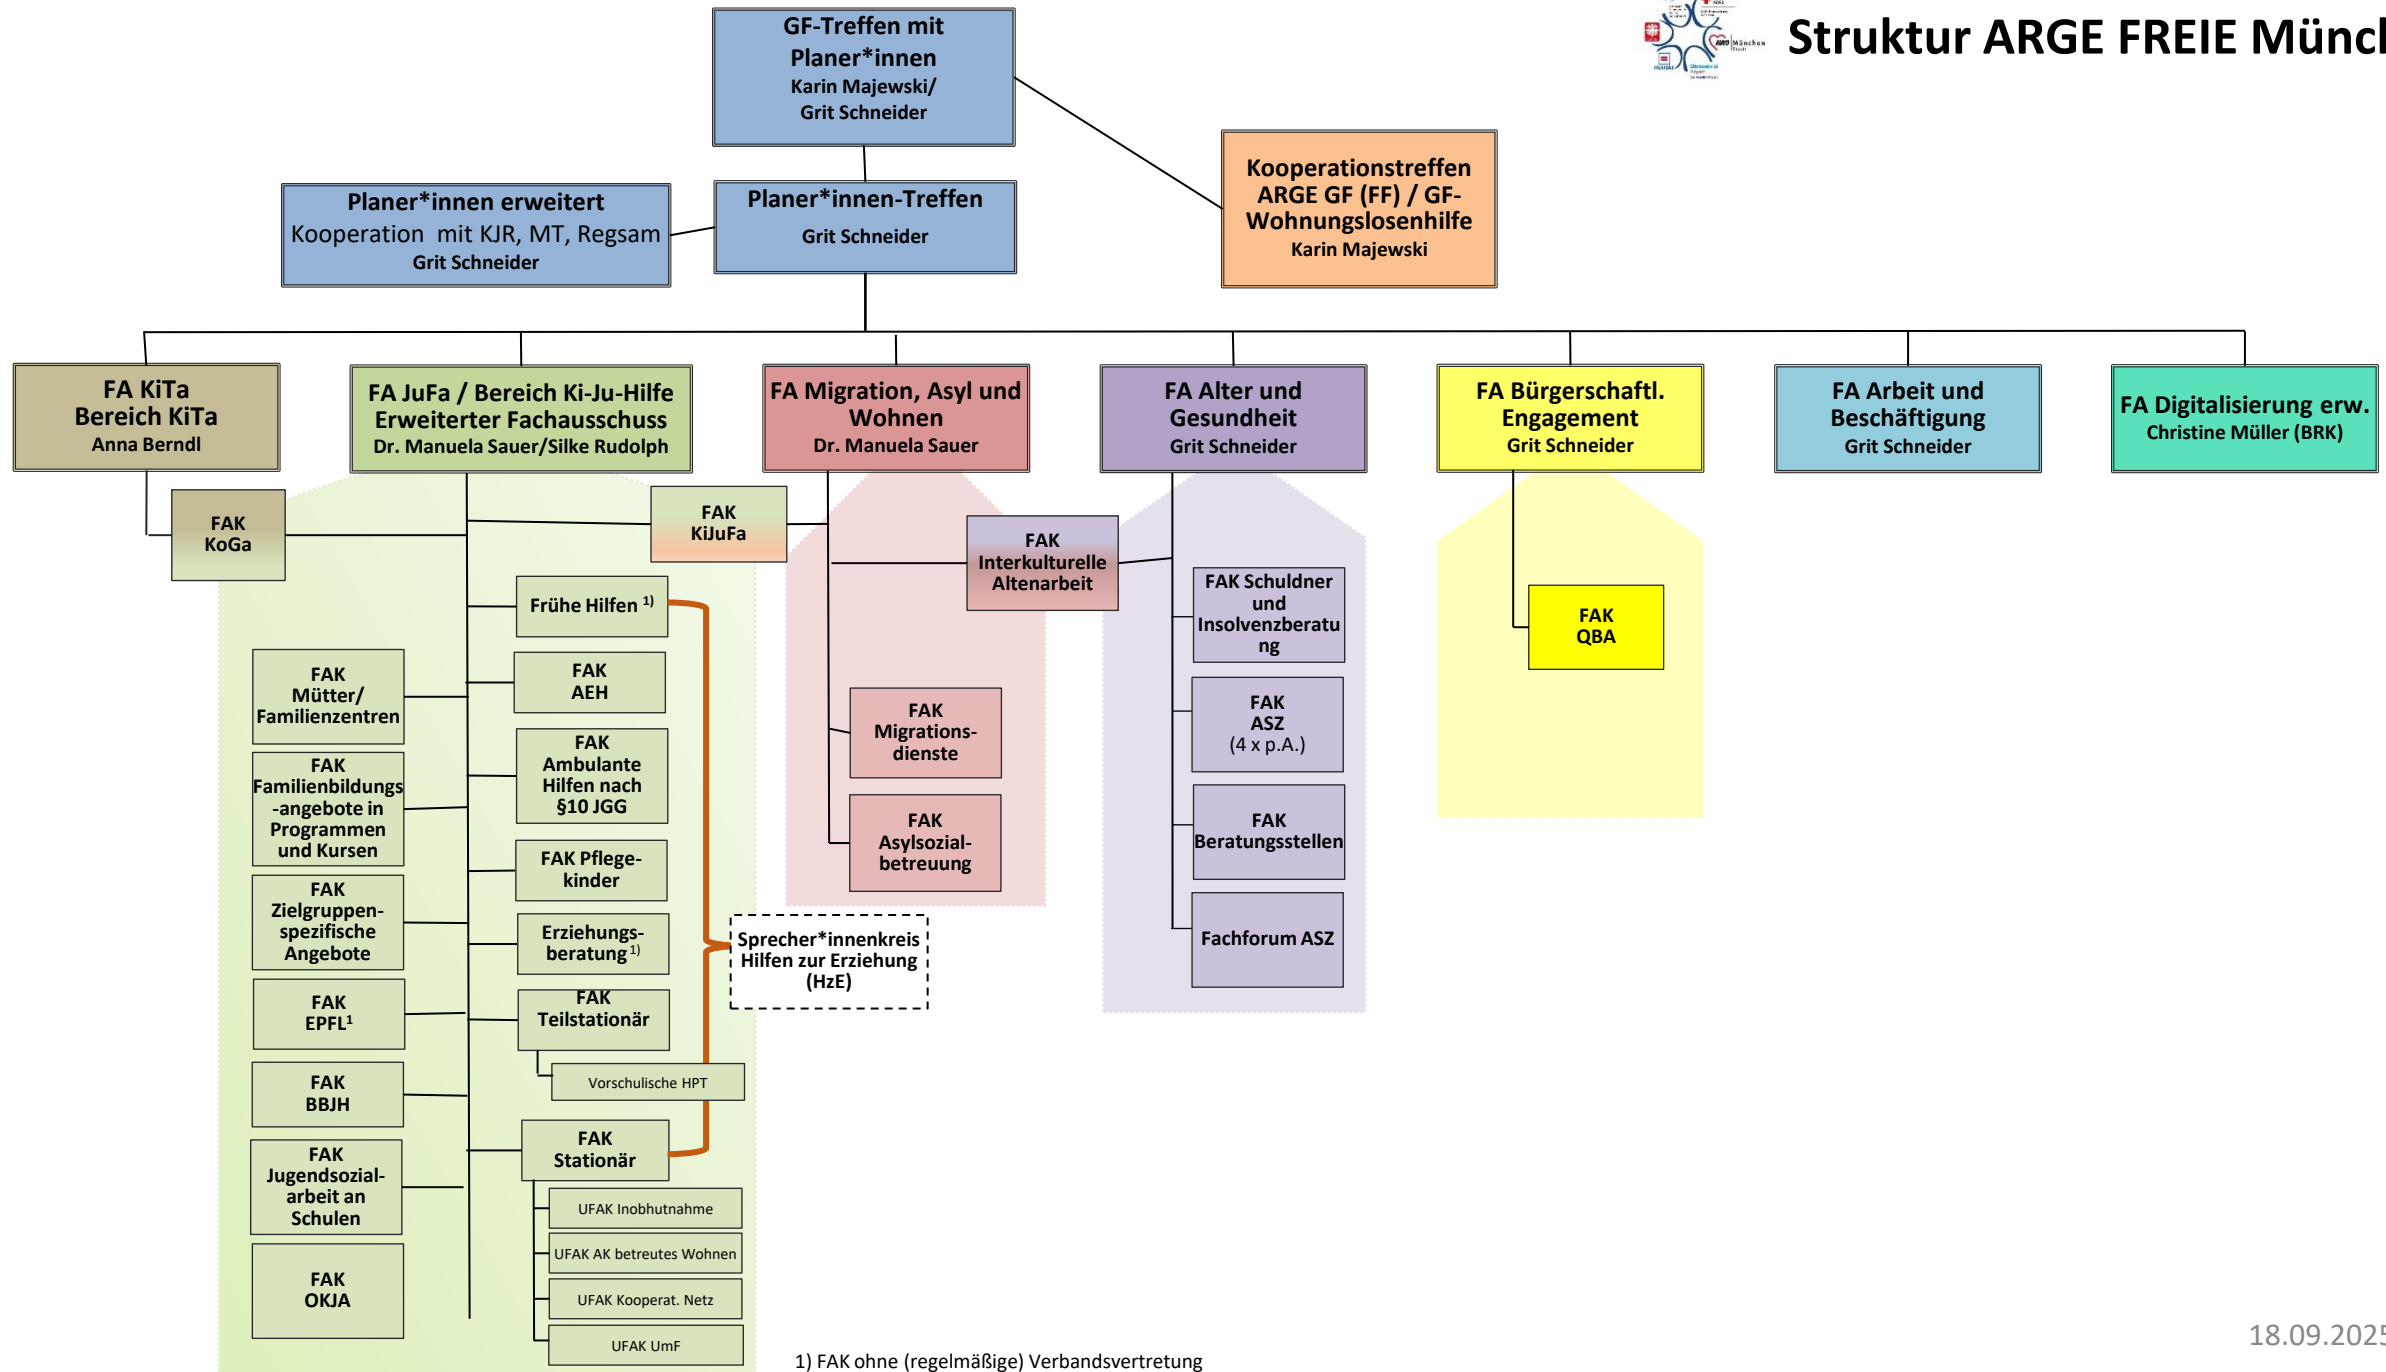 Struktur ARGE FREIE Münch
AWO München
GF-Treffen mit
Planer*innen
Karin Majewski/
Grit Schneider
Kooperationstreffen
ARGE GF (FF) / GF-
Wohnungslosenhilfe
Karin Majewski
Planer*innen erweitert
Kooperation mit KJR, MT, Regsam
Grit Schneider
Planer*innen-Treffen
Grit Schneider
FA KiTa
Bereich KiTa
Anna Berndl
FA JuFa / Bereich Ki-Ju-Hilfe
Erweiterter Fachausschuss
Dr. Manuela Sauer/Silke Rudolph
FA Migration, Asyl und
Wohnen
Dr. Manuela Sauer
FA Alter und
Gesundheit
Grit Schneider
FA Bürgerschaftl.
Engagement
Grit Schneider
FA Arbeit und
Beschäftigung
Grit Schneider
FA Digitalisierung erw.
Christine Müller (BRK)
FAK
KoGa
FAK
KiJuFa
FAK
Interkulturelle
Altenarbeit
FAK
Mütter/
Familienzentren
FAK
Familienbildungs
-angebote in
Programmen
und Kursen
FAK
Zielgruppen-
spezifische
Angebote
FAK
EPFL1
FAK
BBJH
FAK
Jugendsozial-
arbeit an
Schulen
FAK
OKJA
Frühe Hilfen 1)
FAK
AEH
FAK
Ambulante
Hilfen nach
§10 JGG
FAK Pflege-
kinder
Erziehungs-
beratung 1)
FAK
Teilstationär
Vorschulische HPT
FAK
Stationär
UFAK Inobhutnahme
UFAK AK betreutes Wohnen
UFAK Kooperat. Netz
UFAK UmF
Sprecher*innenkreis
Hilfen zur Erziehung
(HzE)
FAK
Migrations-
dienste
FAK
Asylsozial-
betreuung
FAK Schuldner
und
Insolvenzberatu
ng
FAK
ASZ
(4 x p.A.)
FAK
Beratungsstellen
Fachforum ASZ
FAK
QBA
1) FAK ohne (regelmäßige) Verbandsvertretung
18.09.2025